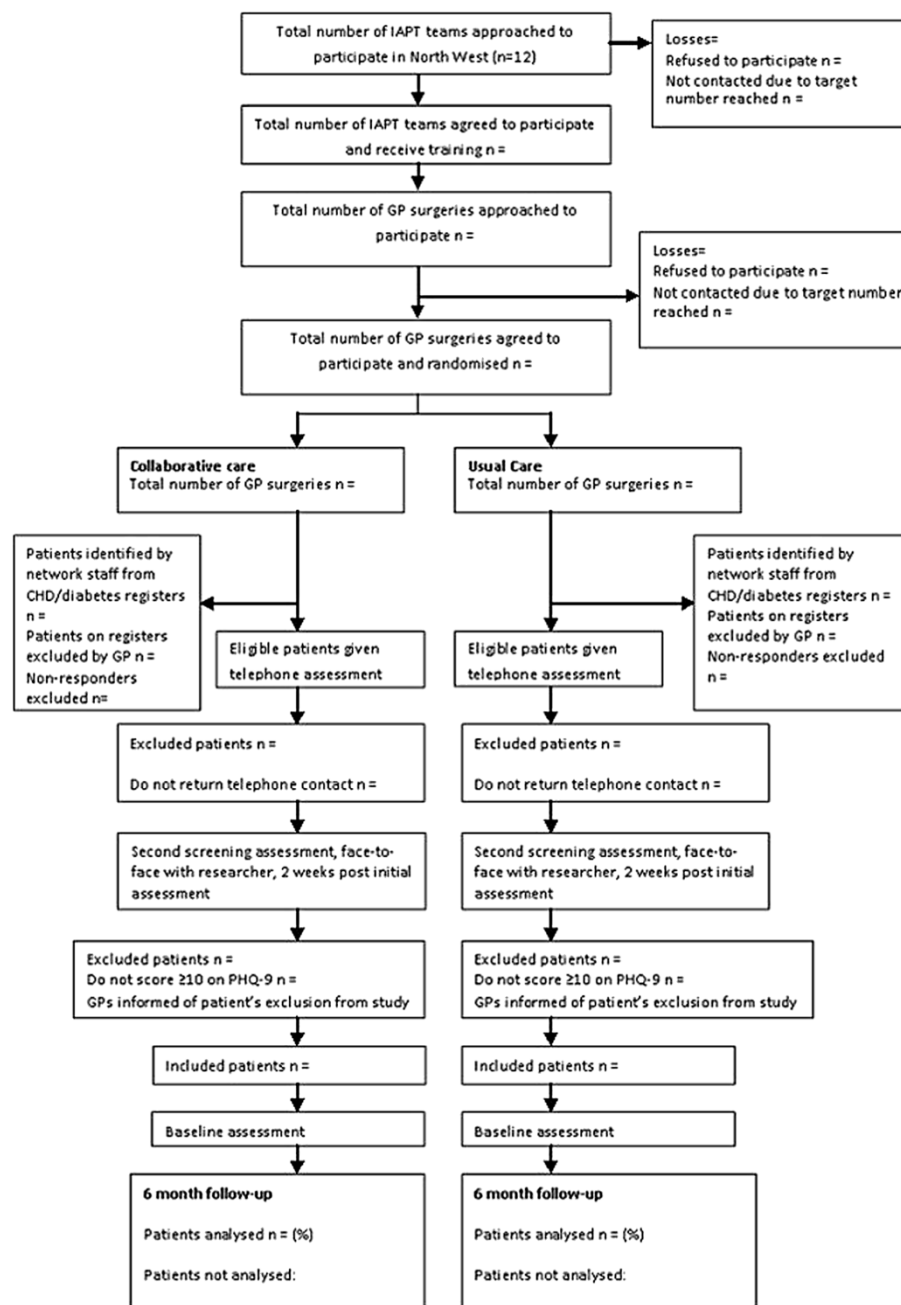 Total number of IAPT teams approached to
participate in North West (n=12)
Losses=
Refused to participate n =
Not contacted due to target
number reached n =
Total number of IAPT teams agreed to participate
and receive training n =
Total number of GP surgeries approached to
participate n =
Losses=
Refused to participate n =
Not contacted due to target number
reached n =
Total number of GP surgeries agreed to
participate and randomised n =
Collaborative care
Total number of GP surgeries n =
Usual Care
Total number of GP surgeries n =
Patients identified by
network staff from
CHD/diabetes registers
n =
Patients on registers
excluded by GP n =
Non-responders
excluded n=
Eligible patients given
telephone assessment
Eligible patients given
telephone assessment
Patients identified by
network staff from
CHD/diabetes registers n =
Patients on registers
excluded by GP n =
Non-responders excluded
n =
Excluded patients n =
Do not return telephone contact n =
Excluded patients n =
Do not return telephone contact n =
Second screening assessment, face-to-
face with researcher, 2 weeks post initial
assessment
Second screening assessment, face-to-
face with researcher, 2 weeks post initial
assessment
Excluded patients n =
Do not score ≥10 on PHQ-9 n =
GPs informed of patient's exclusion from study
Excluded patients n =
Do not score ≥10 on PHQ-9 n =
GPs informed of patient's exclusion from study
Included patients n =
Included patients n =
Baseline assessment
Baseline assessment
6 month follow-up
Patients analysed n = (%)
Patients not analysed:
6 month follow-up
Patients analysed n = (%)
Patients not analysed: